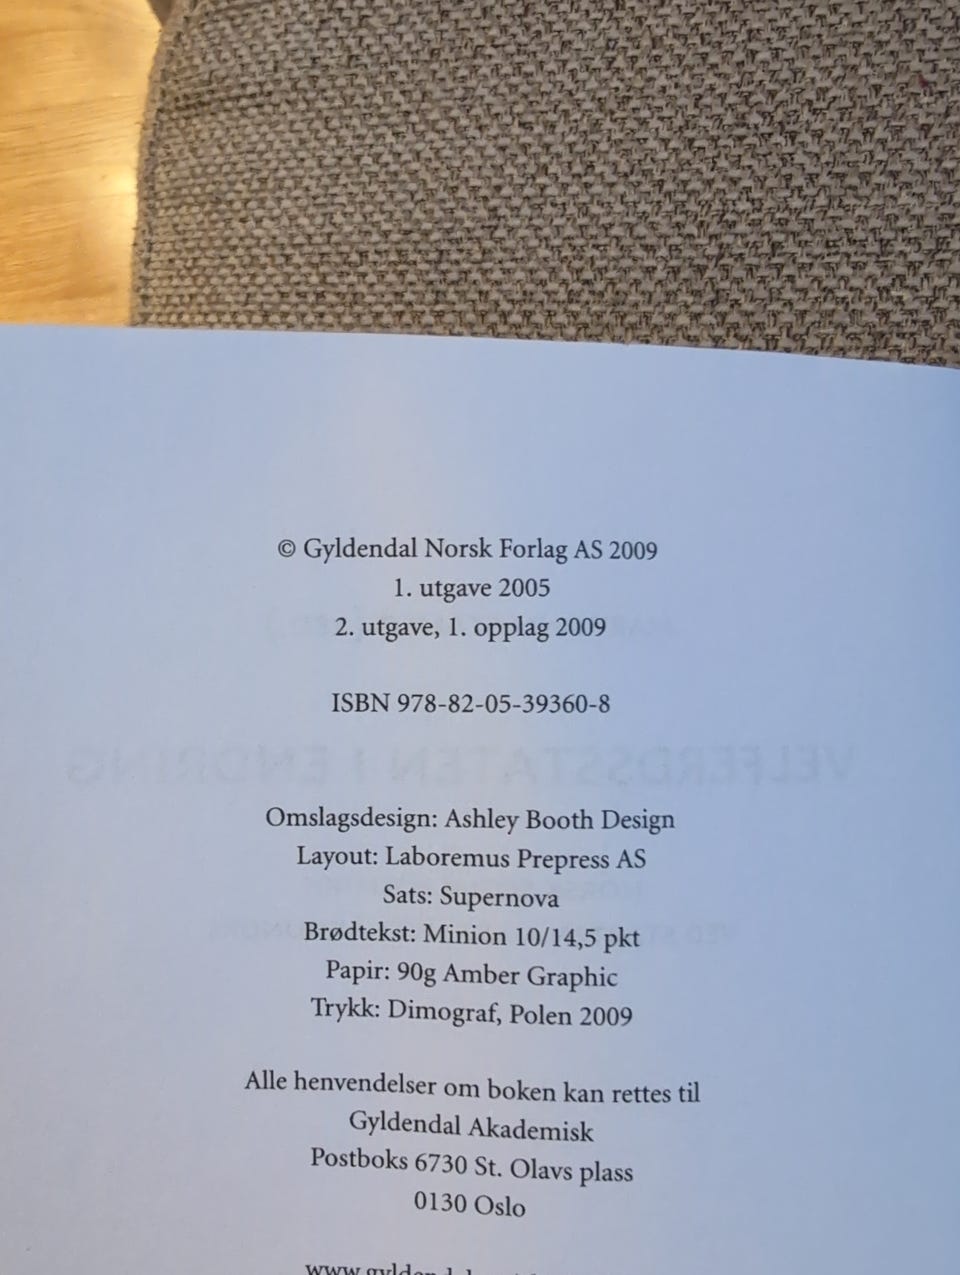 © Gyldendal Norsk Forlag AS 2009
1. utgave 2005
2. utgave, 1. opplag 2009
ISBN 978-82-05-39360-8
VELFERDSSTATEN I ENDRING
Omslagsdesign: Ashley Booth Design
Layout: Laboremus Prepress AS
Sats: Supernova
Brødtekst: Minion 10/14,5 pkt
Papir: 90g Amber Graphic
Trykk: Dimograf, Polen 2009
Alle henvendelser om boken kan rettes til
Gyldendal Akademisk
Postboks 6730 St. Olavs plass
0130 Oslo